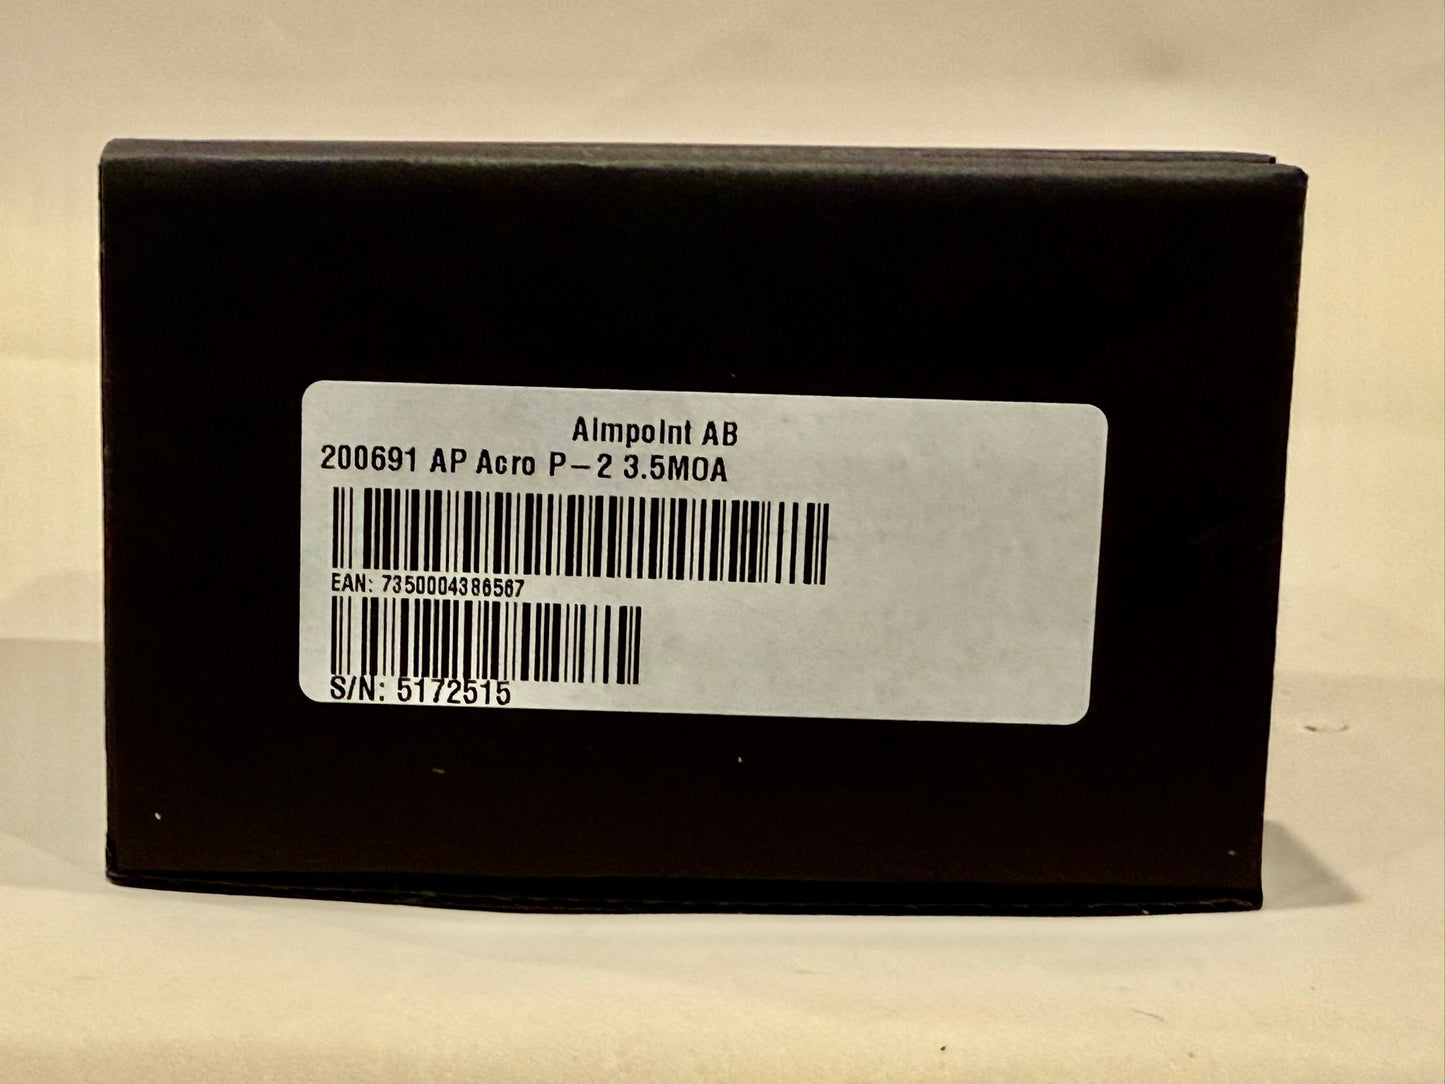 Aimpoint AB
200691 AP Acro P-2 3.5MOA
EAN: 7350004386567
S/N: 5172515